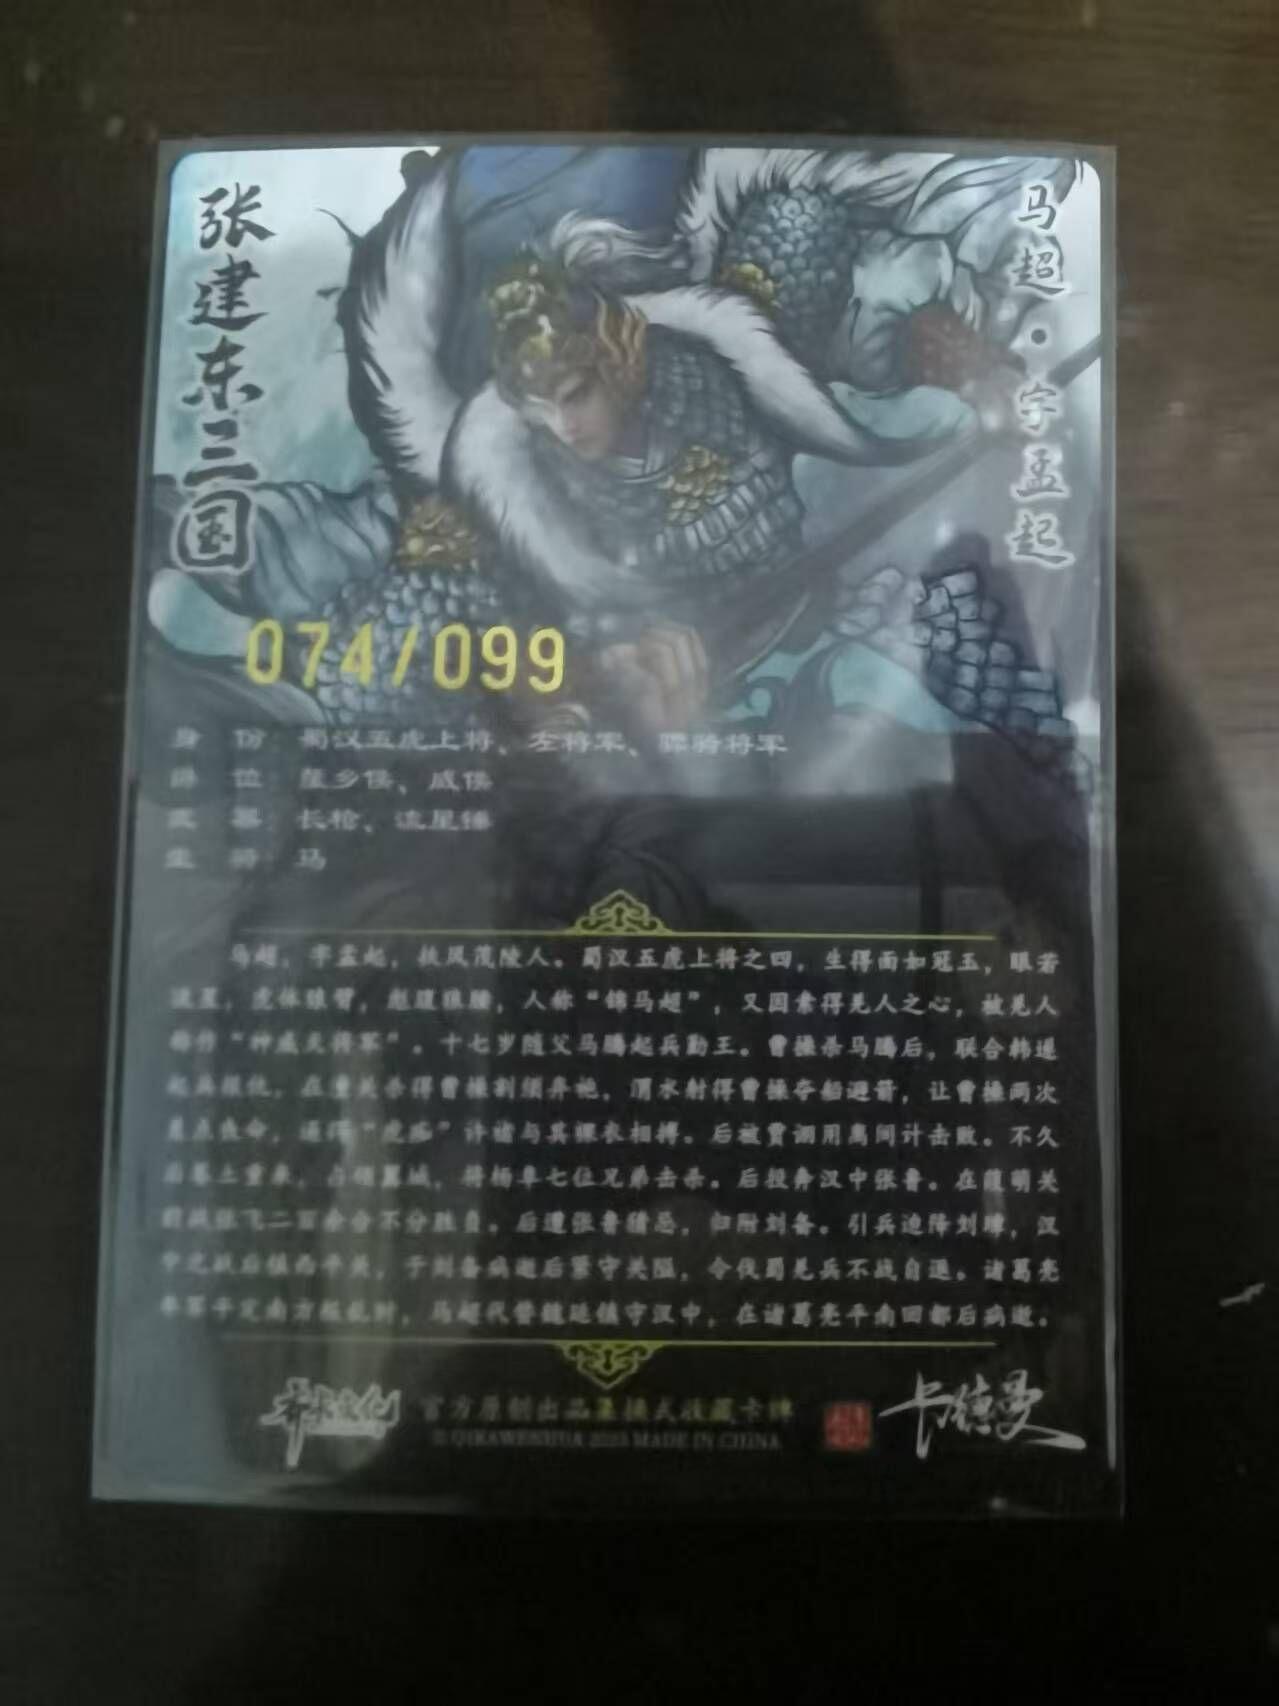 张建东三国
马超·字孟起
074/099
身 份：蜀汉五虎上将、左将军、骠骑将军
爵 位：斄乡侯、威侯
武 器：长枪、流星锤
生 肖：马
马超，字孟起，扶风茂陵人。蜀汉五虎上将之四，生得面如冠玉，眼若
流星，虎体猿臂，彪腹狼腰，人称“锦马超”，又因素得羌人之心，被羌人
称作“神威天将军”。十七岁随父马腾起兵勤王。曹操杀马腾后，联合韩遂
起兵报仇，在潼关杀得曹操割须弃袍，渭水射得曹操夺船避箭，让曹操两次
差点丧命，逼得“虎痴”许褚与其裸衣相搏。后被贾诩用离间计击败。不久
后卷土重来，占领冀城，将杨阜七位兄弟击杀。后投奔汉中张鲁。在葭萌关
前战张飞二百余合不分胜负。后遭张鲁猜忌，归附刘备。引兵迫降刘璋，汉
中之战后镇西平关，于刘备病逝后紧守关隘，令伐蜀羌兵不战自退。诸葛亮
率军平定南方叛乱时，马超代替魏延镇守汉中，在诸葛亮平南回都后病逝。
奇卡文化 官方原创出品集换式收藏卡牌 卡德曼
© QIKAWENHUA 2023 MADE IN CHINA